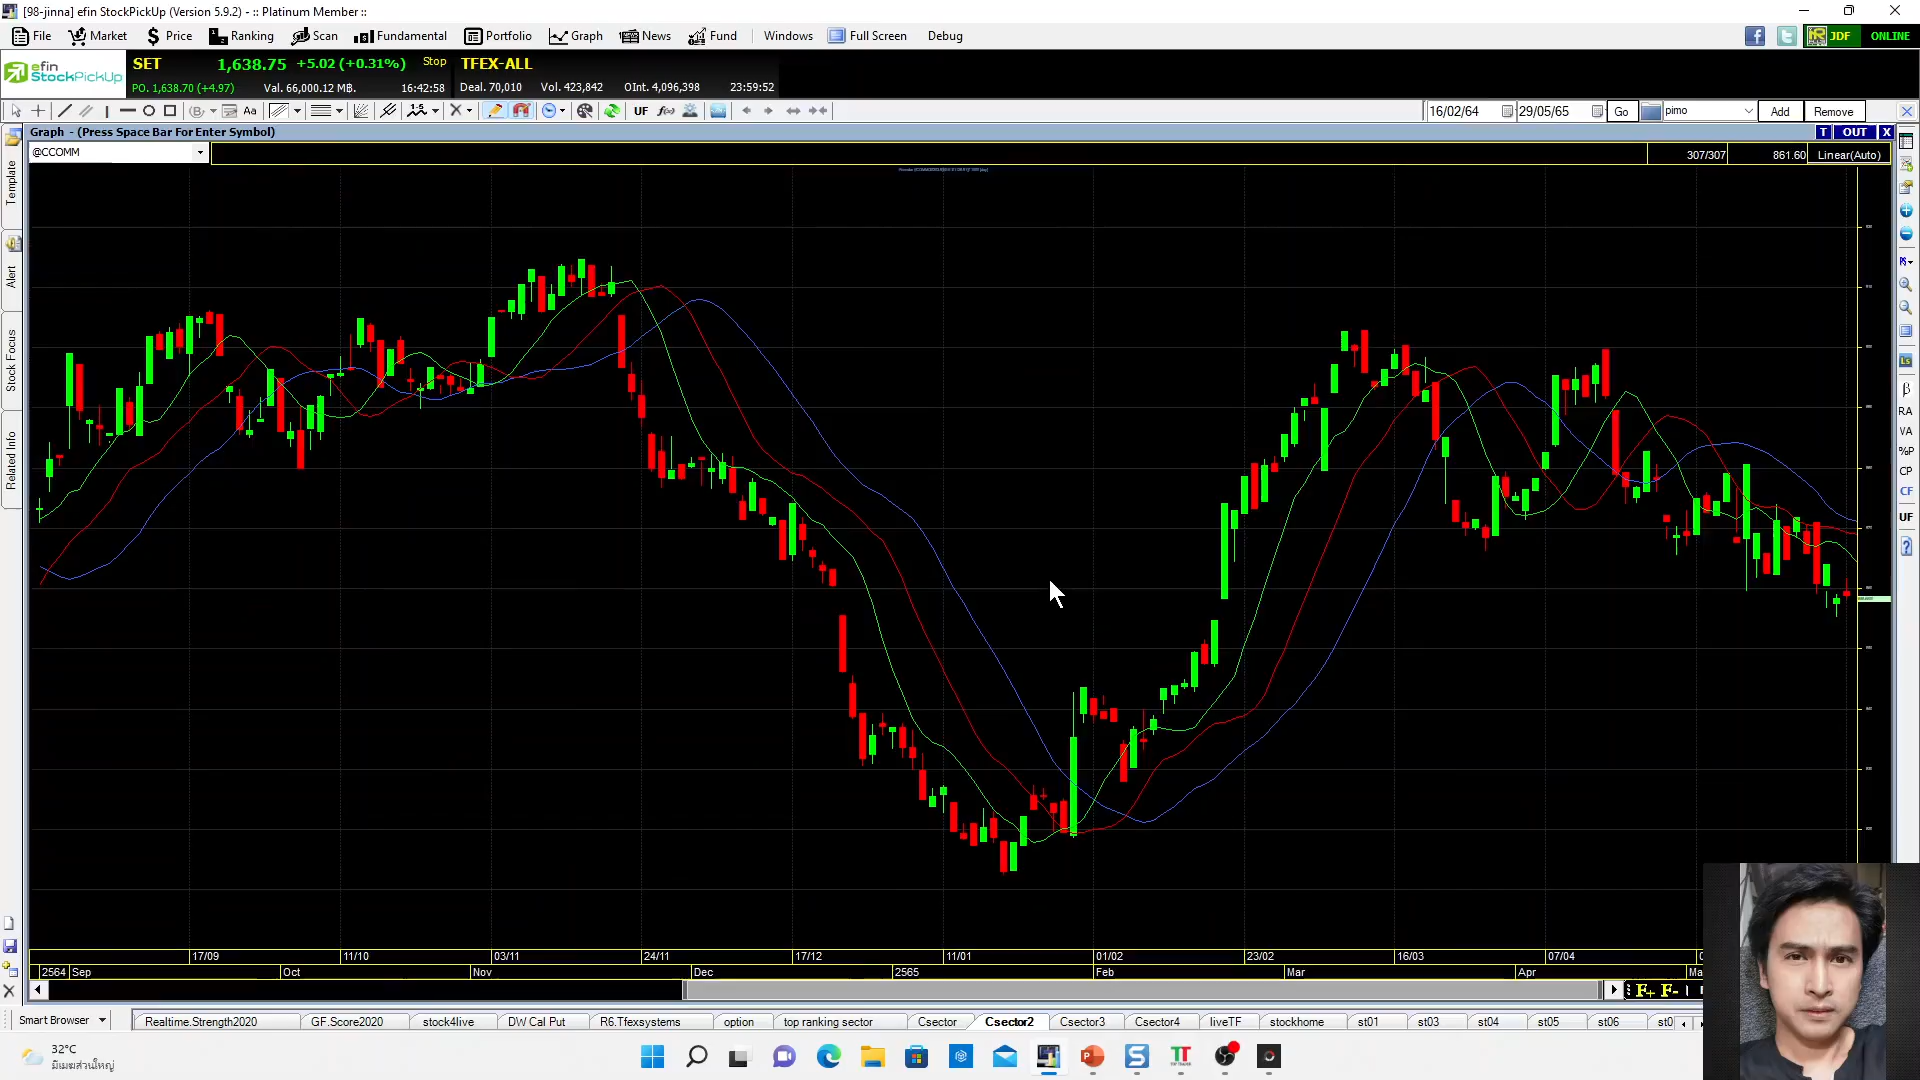 [98-jinna] efin StockPickUp (Version 5.9.2) - :: Platinum Member ::
File Market Price Ranking Scan Fundamental Portfolio Graph News Fund Windows Full Screen Debug JDF ONLINE
efin StockPickUp
SET 1,638.75 +5.02 (+0.31%) Stop TFEX-ALL
PO. 1,638.70 (+4.97) Val. 66,000.12 M฿. 16:42:58 Deal. 70,010 Vol. 423,842 OInt. 4,096,398 23:59:52
Aa UF f(x) 16/02/64 29/05/65 Go pimo Add Remove
Graph - (Press Space Bar For Enter Symbol) T OUT X
@CCOMM 307/307 861.60 Linear(Auto)
Template
Alert
Stock Focus
Related Info
Ls
β
RA
VA
%P
CP
CF
UF
17/09 11/10 03/11 24/11 17/12 11/01 01/02 23/02 16/03 07/04
2564 Sep Oct Nov Dec 2565 Feb Mar Apr Ma
F+ F-
Smart Browser Realtime.Strength2020 GF.Score2020 stock4live DW Cal Put R6.Tfexsystems option top ranking sector Csector Csector2 Csector3 Csector4 liveTF stockhome st01 st03 st04 st05 st06 st0
32°C
มีเมฆส่วนใหญ่